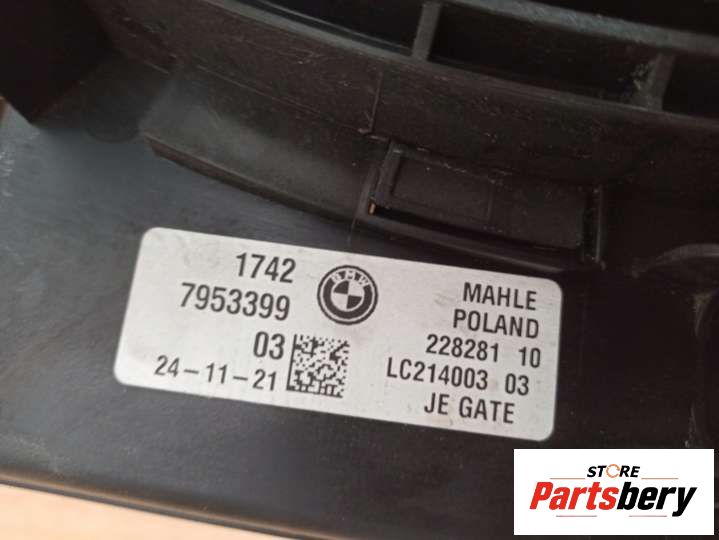 1742
7953399
03
24-11-21
BMW
MAHLE
POLAND
228281 10
LC214003 03
JE GATE
STORE
Partsbery